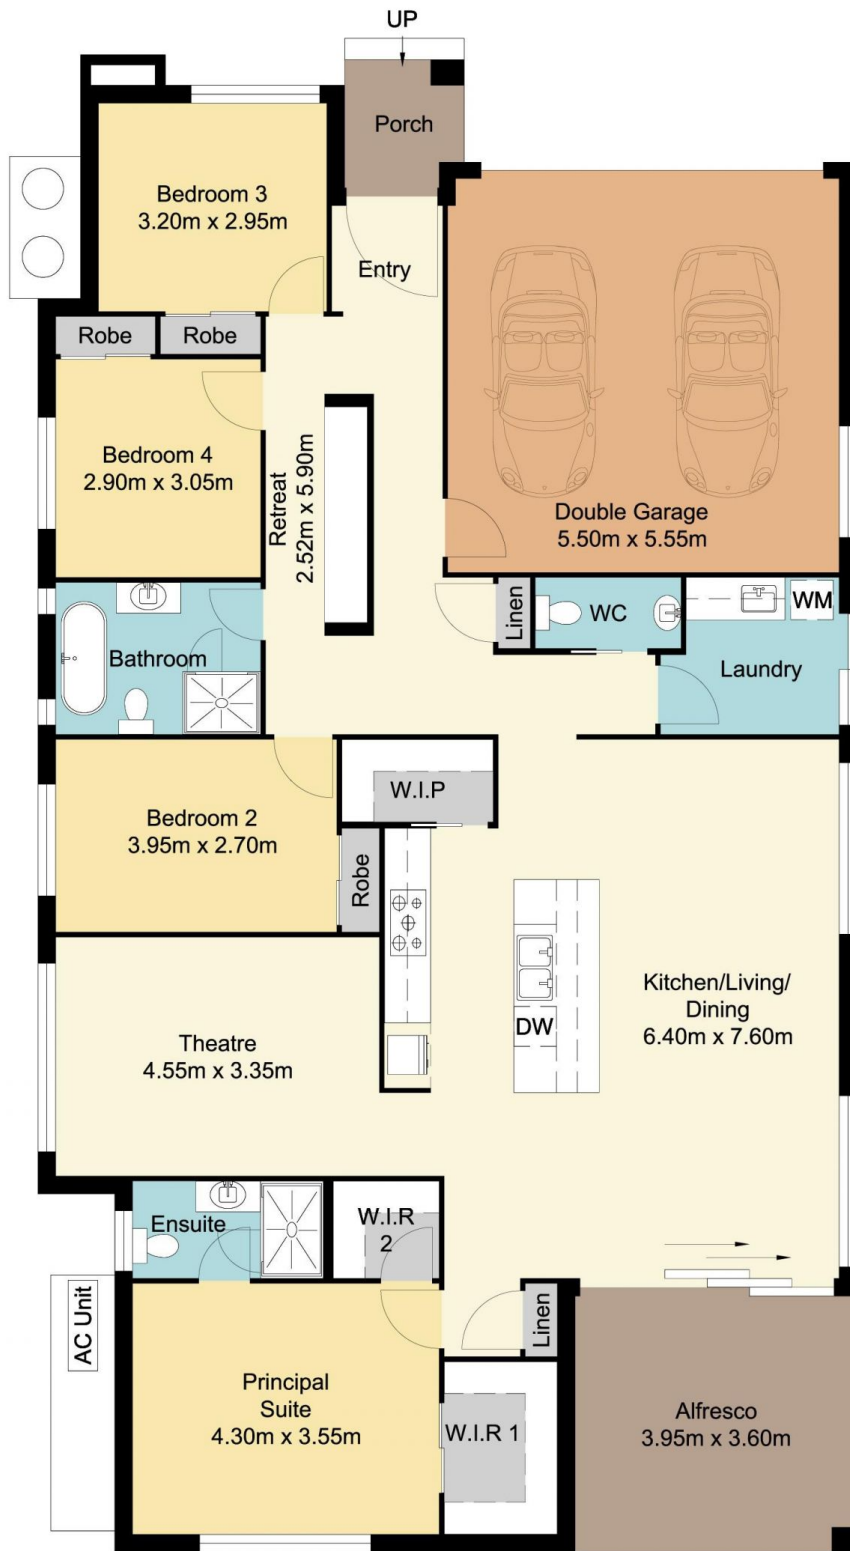 UP
Porch
Bedroom 3
3.20m x 2.95m
Entry
Robe
Robe
Bedroom 4
2.90m x 3.05m
Retreat
2.52m x 5.90m
Double Garage
5.50m x 5.55m
Linen
WC
WM
Bathroom
Laundry
W.I.P
Bedroom 2
3.95m x 2.70m
Robe
Kitchen/Living/
Dining
6.40m x 7.60m
DW
Theatre
4.55m x 3.35m
Ensuite
W.I.R
2
AC Unit
Linen
Principal
Suite
4.30m x 3.55m
W.I.R 1
Alfresco
3.95m x 3.60m